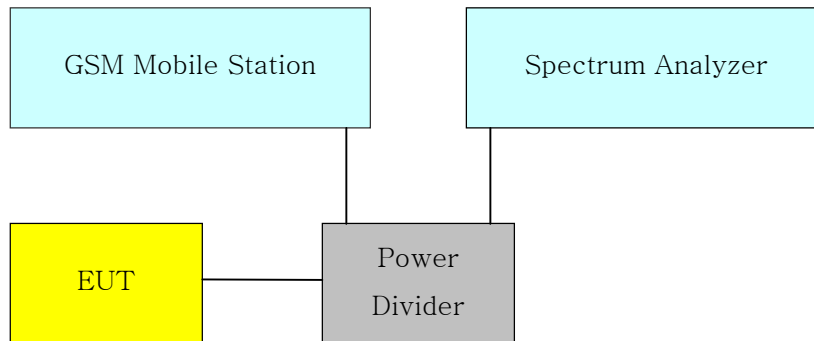 GSM Mobile Station
Spectrum Analyzer
EUT
Power
Divider